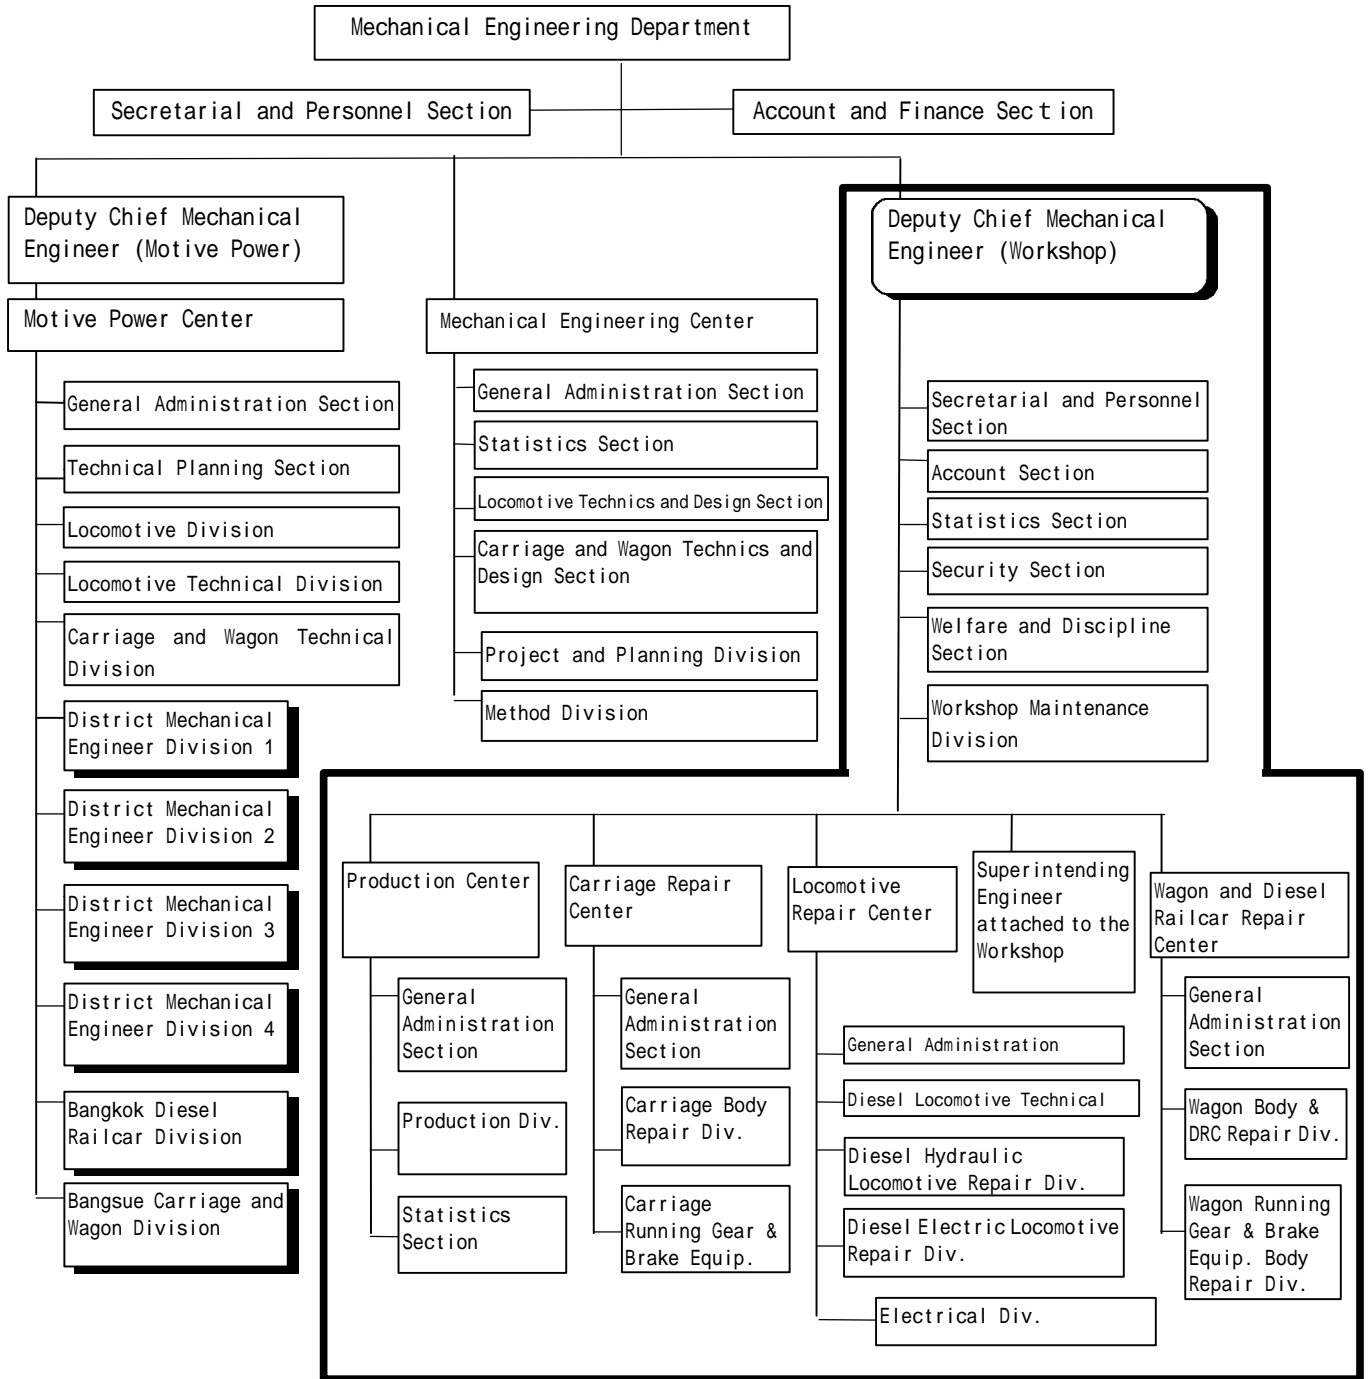 Mechanical Engineering Department
Secretarial and Personnel Section
Account and Finance Section
Deputy Chief Mechanical
Engineer (Motive Power)
Motive Power Center
General Administration Section
Technical Planning Section
Locomotive Division
Locomotive Technical Division
Carriage and Wagon Technical
Division
District Mechanical
Engineer Division 1
District Mechanical
Engineer Division 2
District Mechanical
Engineer Division 3
District Mechanical
Engineer Division 4
Bangkok Diesel
Railcar Division
Bangsue Carriage and
Wagon Division
Mechanical Engineering Center
General Administration Section
Statistics Section
Locomotive Technics and Design Section
Carriage and Wagon Technics and
Design Section
Project and Planning Division
Method Division
Deputy Chief Mechanical
Engineer (Workshop)
Secretarial and Personnel
Section
Account Section
Statistics Section
Security Section
Welfare and Discipline
Section
Workshop Maintenance
Division
Production Center
General
Administration
Section
Production Div.
Statistics
Section
Carriage Repair
Center
General
Administration
Section
Carriage Body
Repair Div.
Carriage
Running Gear &
Brake Equip.
Locomotive
Repair Center
General Administration
Diesel Locomotive Technical
Diesel Hydraulic
Locomotive Repair Div.
Diesel Electric Locomotive
Repair Div.
Electrical Div.
Superintending
Engineer
attached to the
Workshop
Wagon and Diesel
Railcar Repair
Center
General
Administration
Section
Wagon Body &
DRC Repair Div.
Wagon Running
Gear & Brake
Equip. Body
Repair Div.